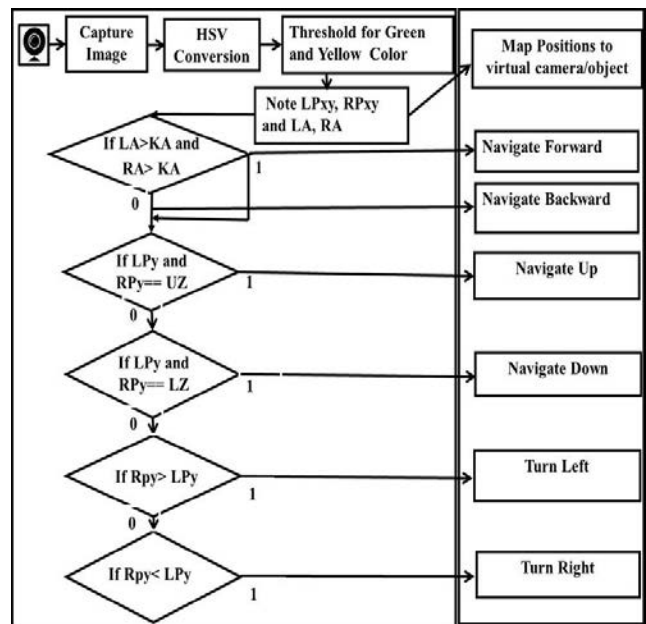 Capture
Image
HSV
Conversion
Threshold for Green
and Yellow Color
Map Positions to
virtual camera/object
Note LPxy, RPxy
and LA, RA
If LA>KA and
RA> KA
1
0
Navigate Forward
Navigate Backward
If LPy and
RPy== UZ
1
0
Navigate Up
If LPy and
RPy== LZ
1
0
Navigate Down
If Rpy> LPy
1
0
Turn Left
If Rpy< LPy
1
Turn Right